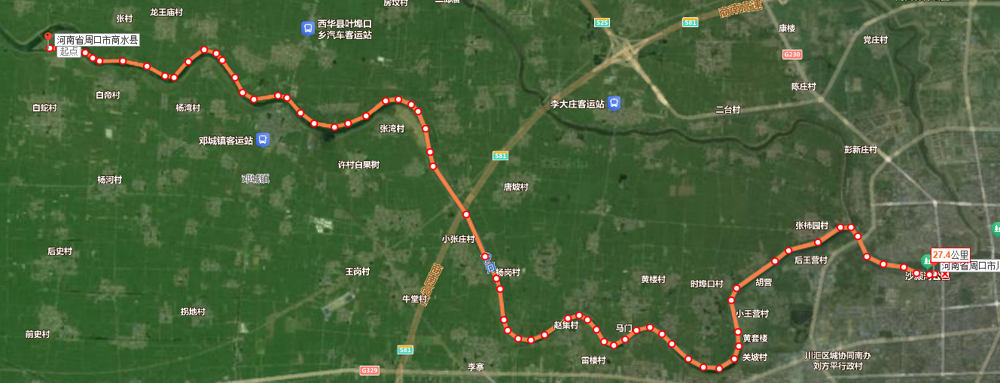 房坟村
龙王庙村
张村
西华县叶埠口
乡汽车客运站
河南省周口市商水县
起点
S25
S81
商南高速
康楼
党庄村
G230
陈庄村
李大庄客运站
二台村
白帝村
白蛇村
杨湾村
张湾村
邓城镇客运站
S81
彭新庄村
许村白果树
邓城镇
杨河村
唐坡村
张柿园村
小张庄村
后史村
后王营村
27.4公里
河南省周口市川
河
杨岗村
王岗村
黄楼村
时埠口村
胡营
沙颍河公园
牛堂村
拐地村
小王营村
赵集村
马门
前史村
黄套楼
S81
关坡村
川汇区城协同南办
刘方平行政村
雷楼村
李寨
G329